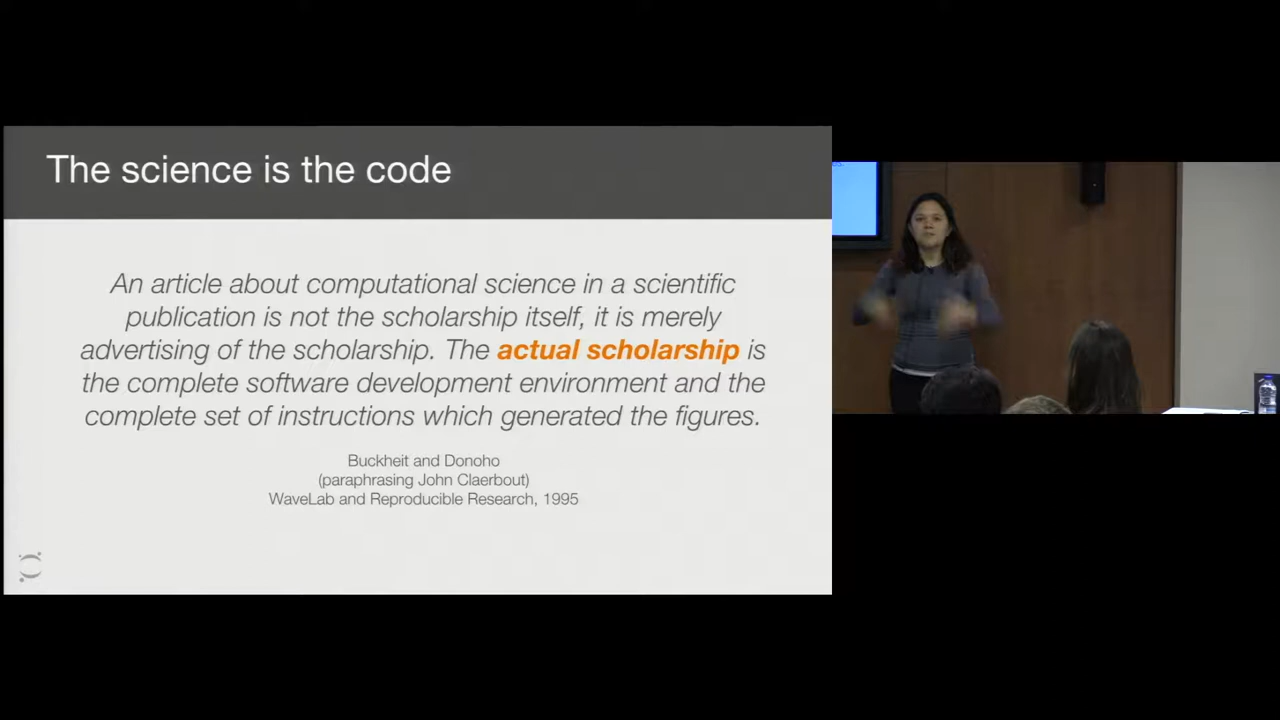 The science is the code
An article about computational science in a scientific
publication is not the scholarship itself, it is merely
advertising of the scholarship. The actual scholarship is
the complete software development environment and the
complete set of instructions which generated the figures.
Buckheit and Donoho
(paraphrasing John Claerbout)
WaveLab and Reproducible Research, 1995